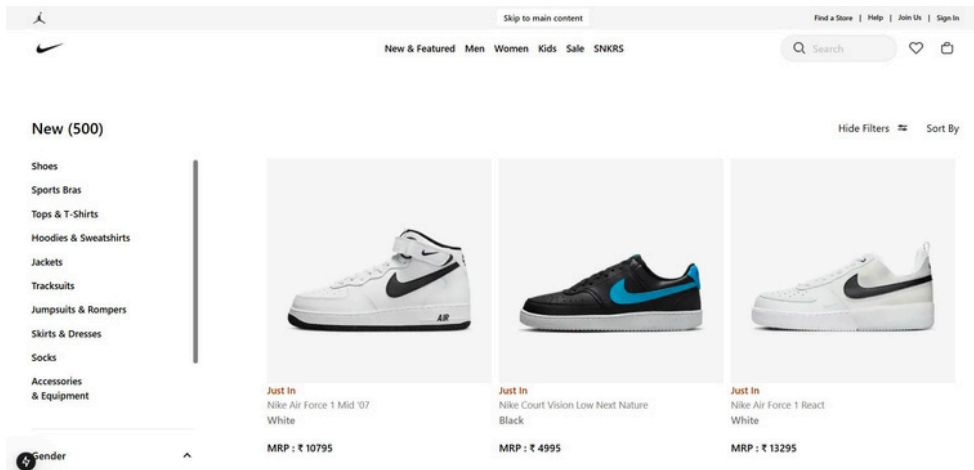 Skip to main content
Find a Store | Help | Join Us | Sign In
New & Featured Men Women Kids Sale SNKRS
Search
New (500)
Hide Filters
Sort By
Shoes
Sports Bras
Tops & T-Shirts
Hoodies & Sweatshirts
Jackets
Tracksuits
Jumpsuits & Rompers
Skirts & Dresses
Socks
Accessories
& Equipment
Gender
AIR
Just In
Nike Air Force 1 Mid '07
White
MRP : ₹ 10795
Just In
Nike Court Vision Low Next Nature
Black
MRP : ₹ 4995
Just In
Nike Air Force 1 React
White
MRP : ₹ 13295